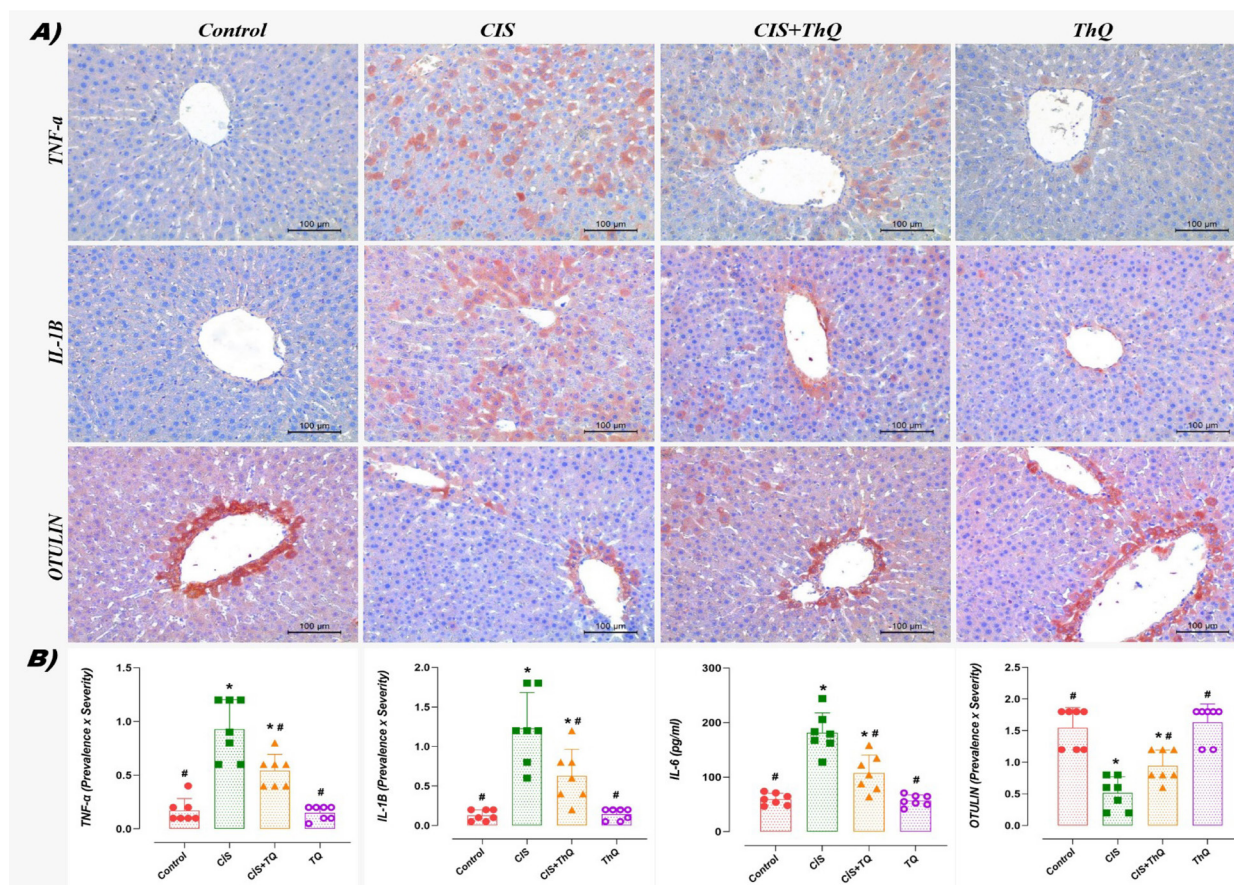 A)
Control CIS CIS+ThQ ThQ
TNF-a
100 µm 100 µm 100 µm 100 µm
IL-1B
100 µm 100 µm 100 µm 100 µm
OTULIN
100 µm 100 µm 100 µm 100 µm
B)
TNF-α (Prevalence x Severity)
1.5
1.0
0.5
0.0
#
*
* #
#
Control CIS CIS+TQ TQ
IL-1B (Prevalence x Severity)
2.0
1.5
1.0
0.5
0.0
#
*
* #
#
Control CIS CIS+ThQ ThQ
IL-6 (pg/ml)
300
200
100
0
#
*
* #
#
Control CIS CIS+TQ TQ
OTULIN (Prevalence x Severity)
2.5
2.0
1.5
1.0
0.5
0.0
#
*
* #
#
Control CIS CIS+ThQ ThQ